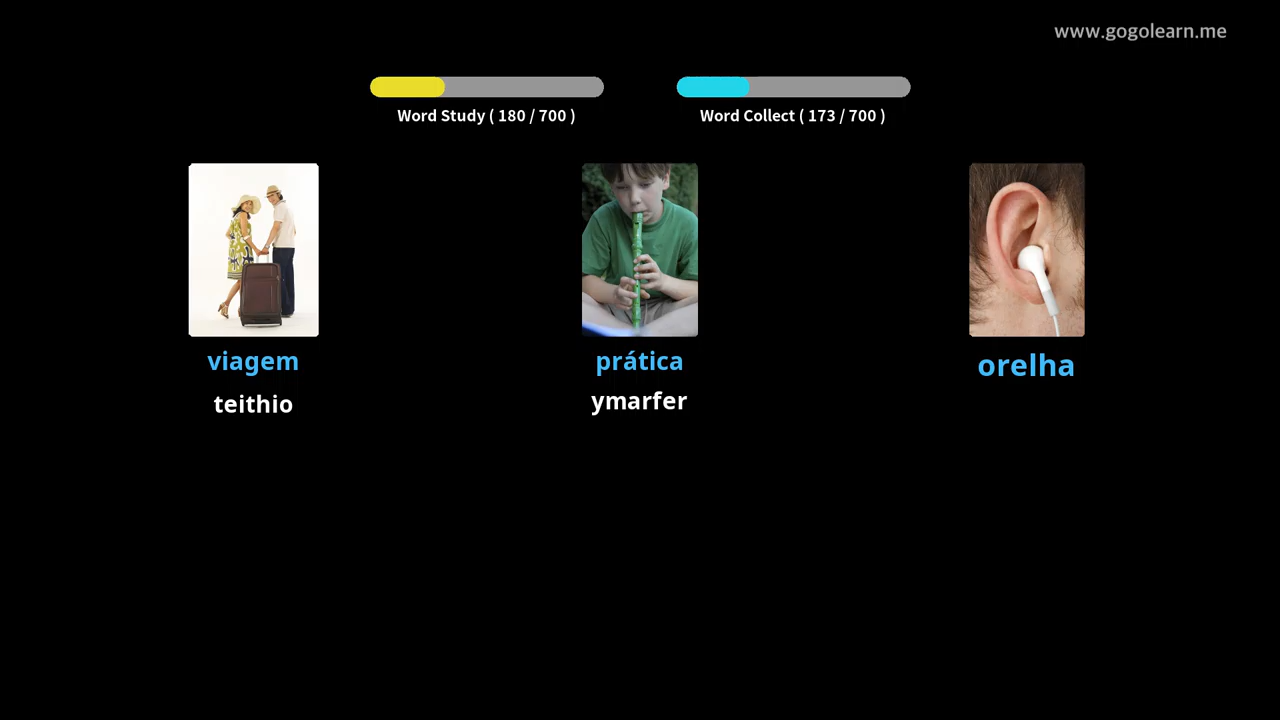 www.gogolearn.me
Word Study ( 180 / 700 )
Word Collect ( 173 / 700 )
viagem
teithio
prática
ymarfer
orelha